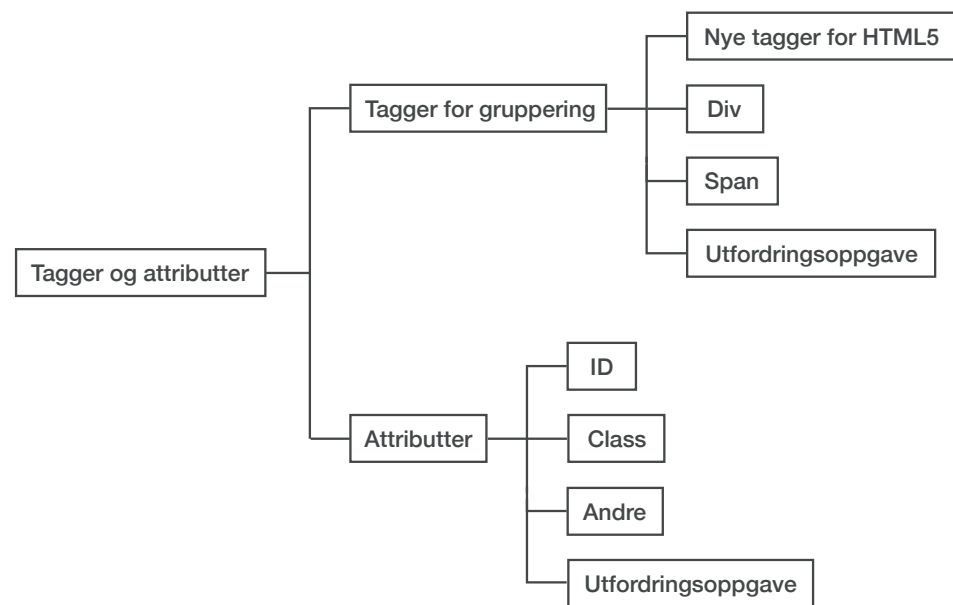 Tagger og attributter
Tagger for gruppering
Nye tagger for HTML5
Div
Span
Utfordringsoppgave
Attributter
ID
Class
Andre
Utfordringsoppgave